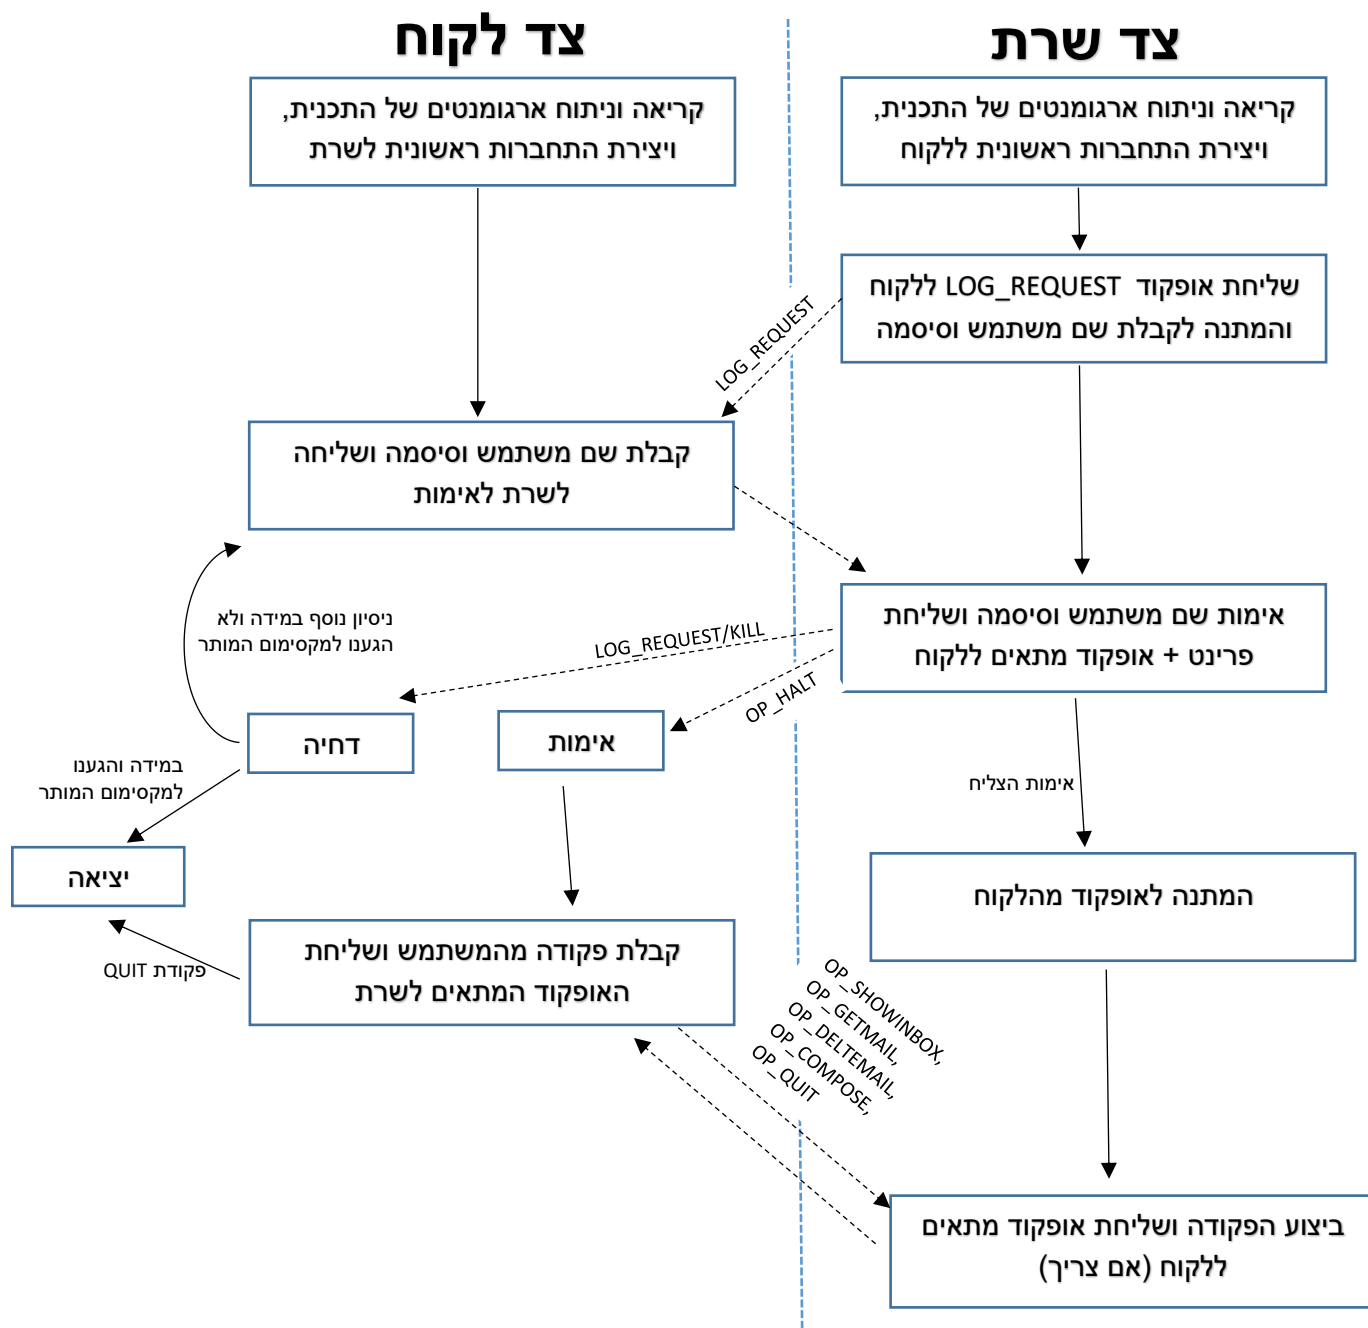 צד שרת
צד לקוח
קריאה וניתוח ארגומנטים של התכנית,
ויצירת התחברות ראשונית ללקוח
קריאה וניתוח ארגומנטים של התכנית,
ויצירת התחברות ראשונית לשרת
שליחת אופקוד LOG_REQUEST ללקוח
והמתנה לקבלת שם משתמש וסיסמה
LOG_REQUEST
קבלת שם משתמש וסיסמה ושליחה
לשרת לאימות
אימות שם משתמש וסיסמה ושליחת
פרינט + אופקוד מתאים ללקוח
ניסיון נוסף במידה ולא
הגענו למקסימום המותר
LOG_REQUEST/KILL
OP_HALT
אימות
דחיה
אימות הצליח
במידה והגענו
למקסימום המותר
יציאה
המתנה לאופקוד מהלקוח
קבלת פקודה מהמשתמש ושליחת
האופקוד המתאים לשרת
פקודת QUIT
OP_SHOWINBOX,
OP_GETMAIL,
OP_DELTEMAIL,
OP_COMPOSE,
OP_QUIT
ביצוע הפקודה ושליחת אופקוד מתאים
ללקוח (אם צריך)